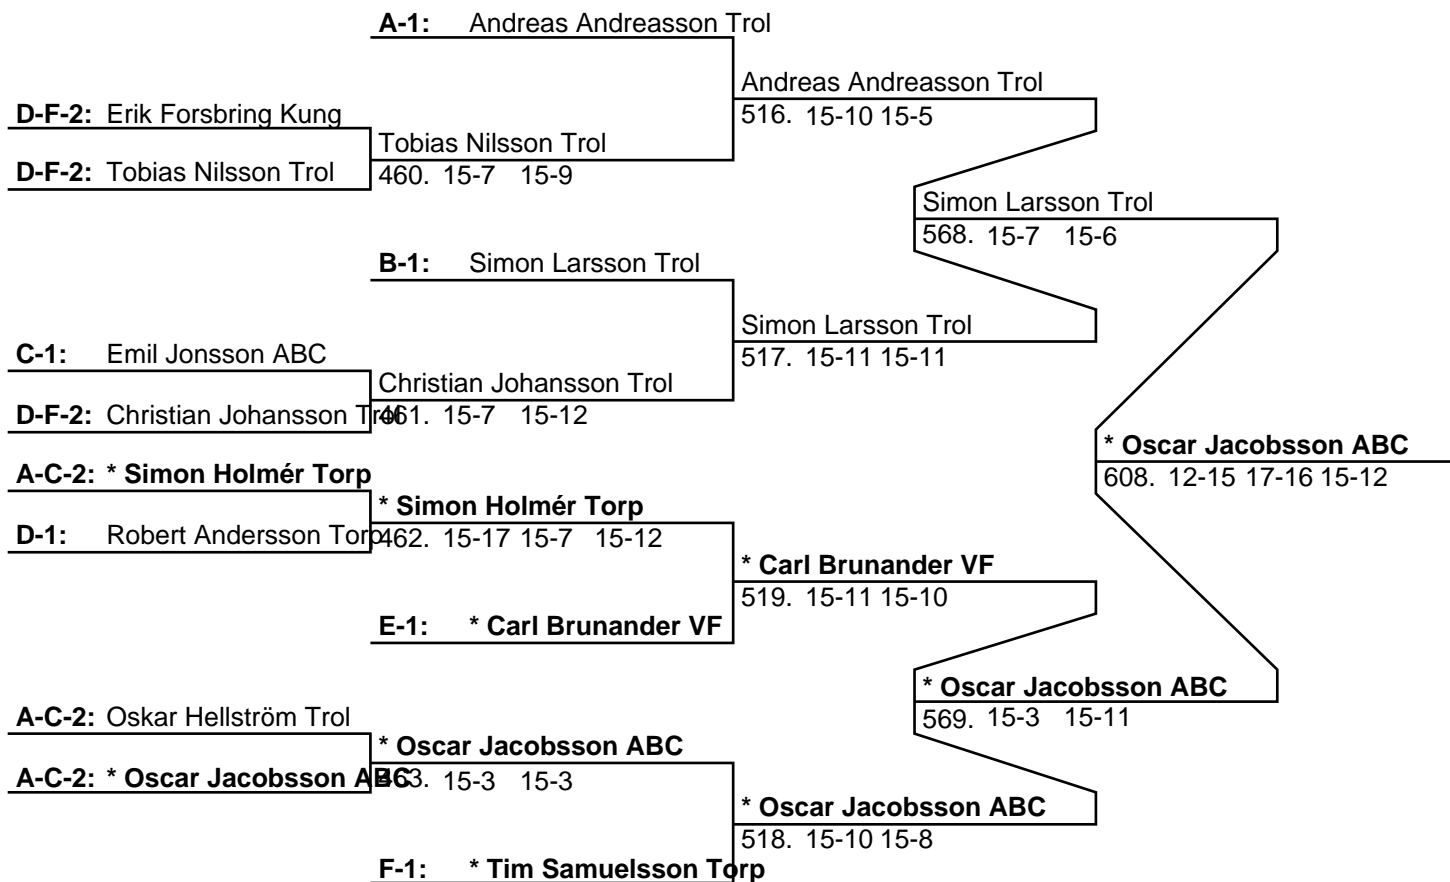 A-1: Andreas Andreasson Trol
Andreas Andreasson Trol
516. 15-10 15-5
D-F-2: Erik Forsbring Kung
Tobias Nilsson Trol
460. 15-7 15-9
D-F-2: Tobias Nilsson Trol
Simon Larsson Trol
568. 15-7 15-6
B-1: Simon Larsson Trol
Simon Larsson Trol
517. 15-11 15-11
C-1: Emil Jonsson ABC
Christian Johansson Trol
461. 15-7 15-12
D-F-2: Christian Johansson Trol
* Oscar Jacobsson ABC
608. 12-15 17-16 15-12
A-C-2: * Simon Holmér Torp
* Simon Holmér Torp
462. 15-17 15-7 15-12
D-1: Robert Andersson Torp
* Carl Brunander VF
519. 15-11 15-10
E-1: * Carl Brunander VF
* Oscar Jacobsson ABC
569. 15-3 15-11
A-C-2: Oskar Hellström Trol
* Oscar Jacobsson ABC
463. 15-3 15-3
A-C-2: * Oscar Jacobsson ABC
* Oscar Jacobsson ABC
518. 15-10 15-8
F-1: * Tim Samuelsson Torp